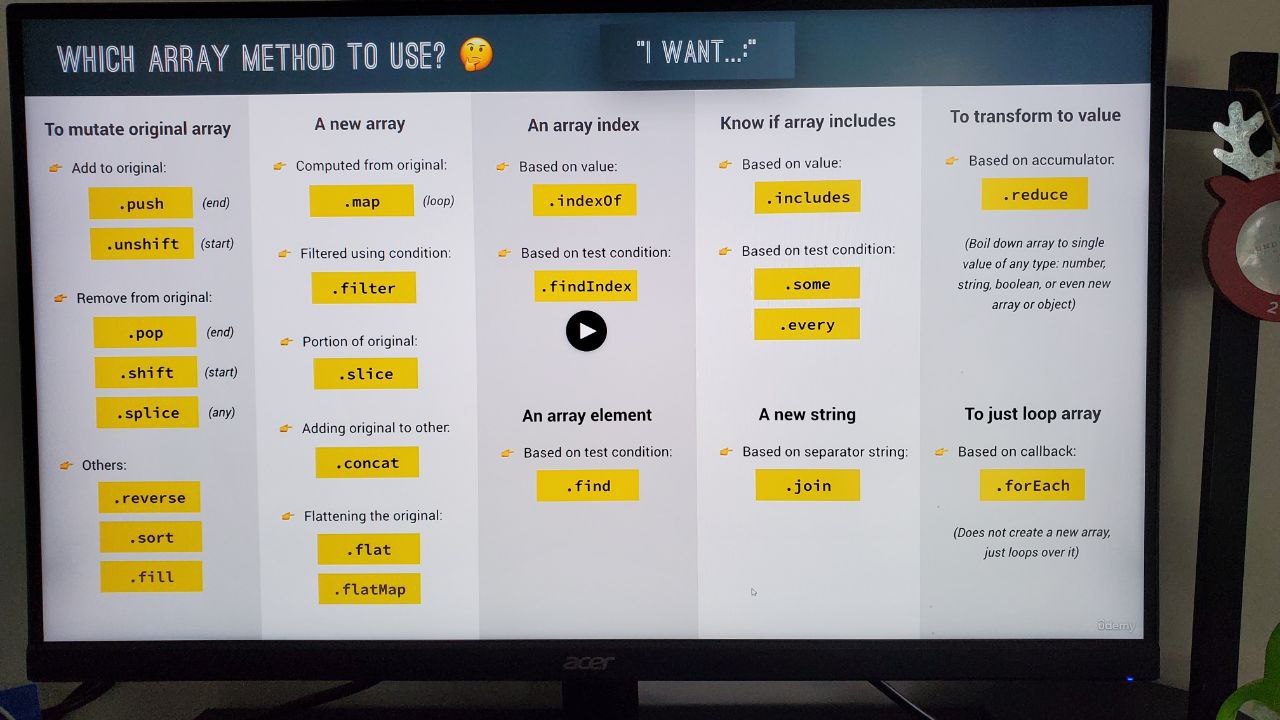 WHICH ARRAY METHOD TO USE? 🤔
"I WANT...:"
To mutate original array
👉 Add to original:
.push (end)
.unshift (start)
👉 Remove from original:
.pop (end)
.shift (start)
.splice (any)
👉 Others:
.reverse
.sort
.fill
A new array
👉 Computed from original:
.map (loop)
👉 Filtered using condition:
.filter
👉 Portion of original:
.slice
👉 Adding original to other:
.concat
👉 Flattening the original:
.flat
.flatMap
An array index
👉 Based on value:
.indexOf
👉 Based on test condition:
.findIndex
An array element
👉 Based on test condition:
.find
Know if array includes
👉 Based on value:
.includes
👉 Based on test condition:
.some
.every
A new string
👉 Based on separator string:
.join
To transform to value
👉 Based on accumulator:
.reduce
(Boil down array to single
value of any type: number,
string, boolean, or even new
array or object)
To just loop array
👉 Based on callback:
.forEach
(Does not create a new array,
just loops over it)
ûdemy
acer
2